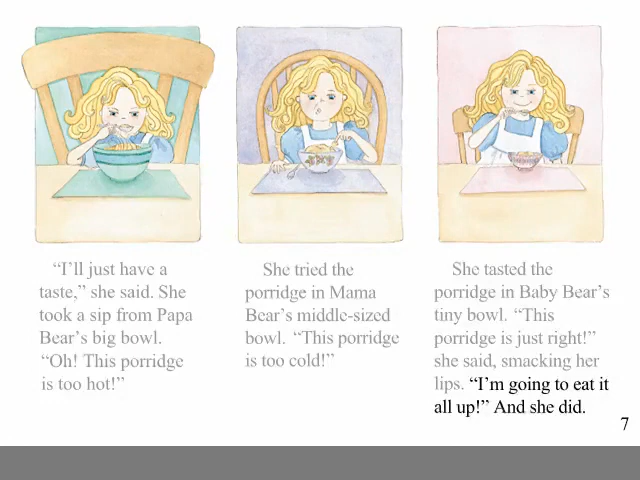 “I’ll just have a
taste,” she said. She
took a sip from Papa
Bear’s big bowl.
“Oh! This porridge
is too hot!”
She tried the
porridge in Mama
Bear’s middle-sized
bowl. “This porridge
is too cold!”
She tasted the
porridge in Baby Bear’s
tiny bowl. “This
porridge is just right!”
she said, smacking her
lips. “I’m going to eat it
all up!” And she did.
7